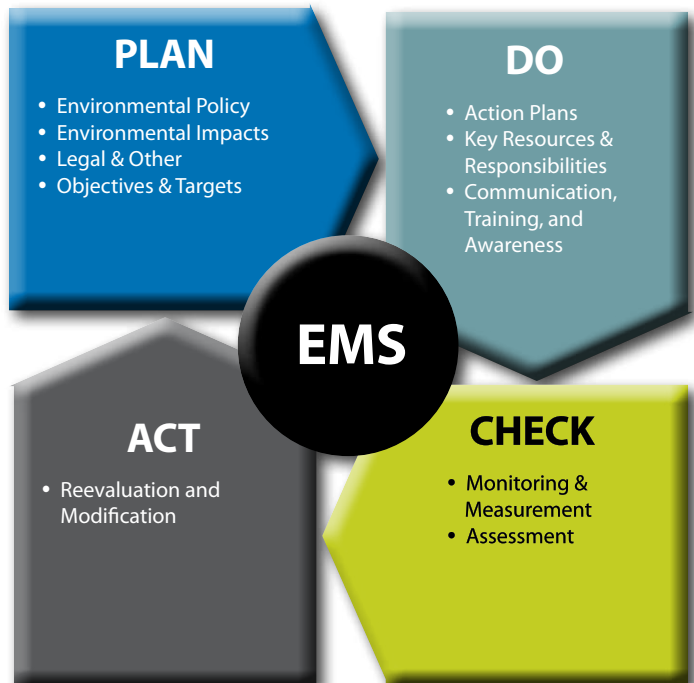 PLAN
• Environmental Policy
• Environmental Impacts
• Legal & Other
• Objectives & Targets
DO
• Action Plans
• Key Resources &
Responsibilities
• Communication,
Training, and
Awareness
EMS
ACT
• Reevaluation and
Modification
CHECK
• Monitoring &
Measurement
• Assessment